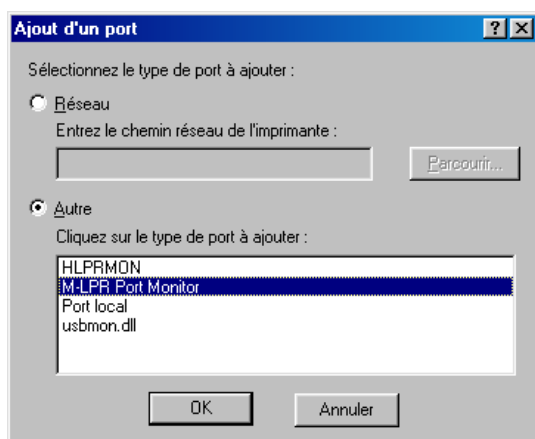 Ajout d'un port
Sélectionnez le type de port à ajouter :
Réseau
Entrez le chemin réseau de l'imprimante :
Parcourir...
Autre
Cliquez sur le type de port à ajouter :
HLPRMON
M-LPR Port Monitor
Port local
usbmon.dll
OK Annuler